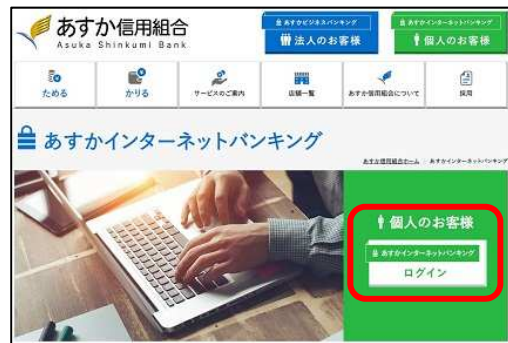 あすか信用組合
Asuka Shinkumi Bank
あすかビジネスバンキング
法人のお客様
あすかインターネットバンキング
個人のお客様
ためる
かりる
サービスのご案内
店舗一覧
あすか信用組合について
採用
あすかインターネットバンキング
あすか信用組合ホーム
あすかインターネットバンキング
個人のお客様
あすかインターネットバンキング
ログイン